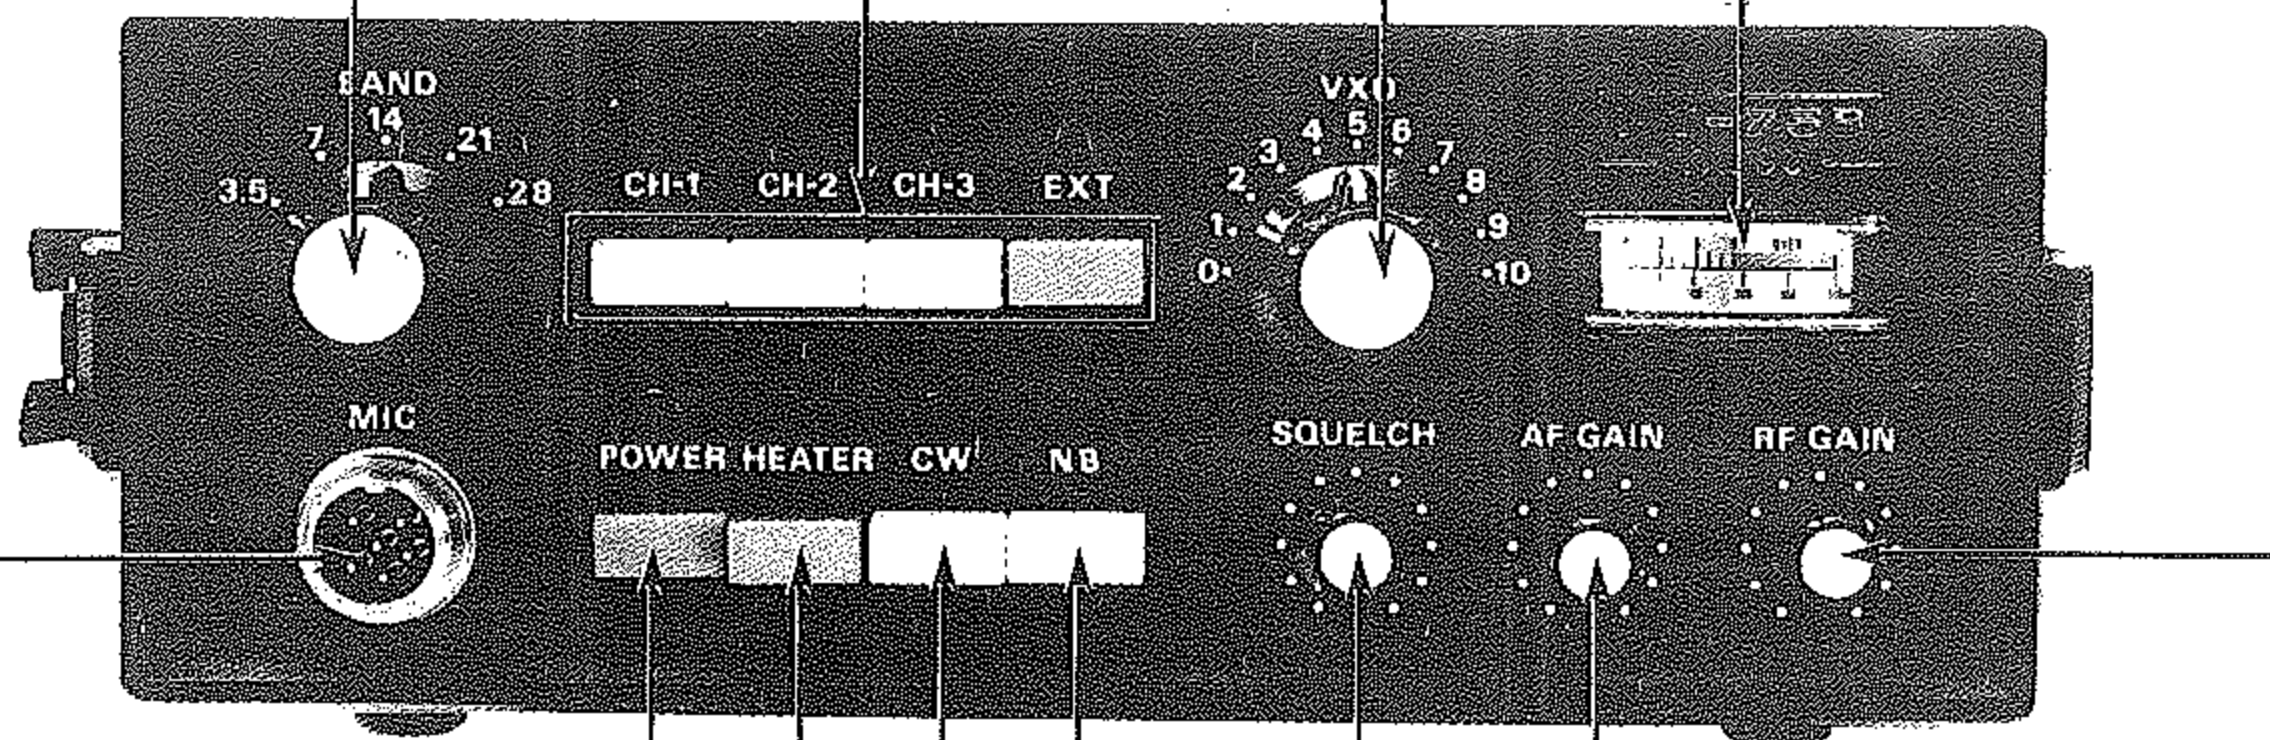 BAND
3.5 7 14 21 28
CH-1 CH-2 CH-3 EXT
VXO
0 1 2 3 4 5 6 7 8 9 10
MIC
POWER HEATER CW NB
SQUELCH AF GAIN RF GAIN